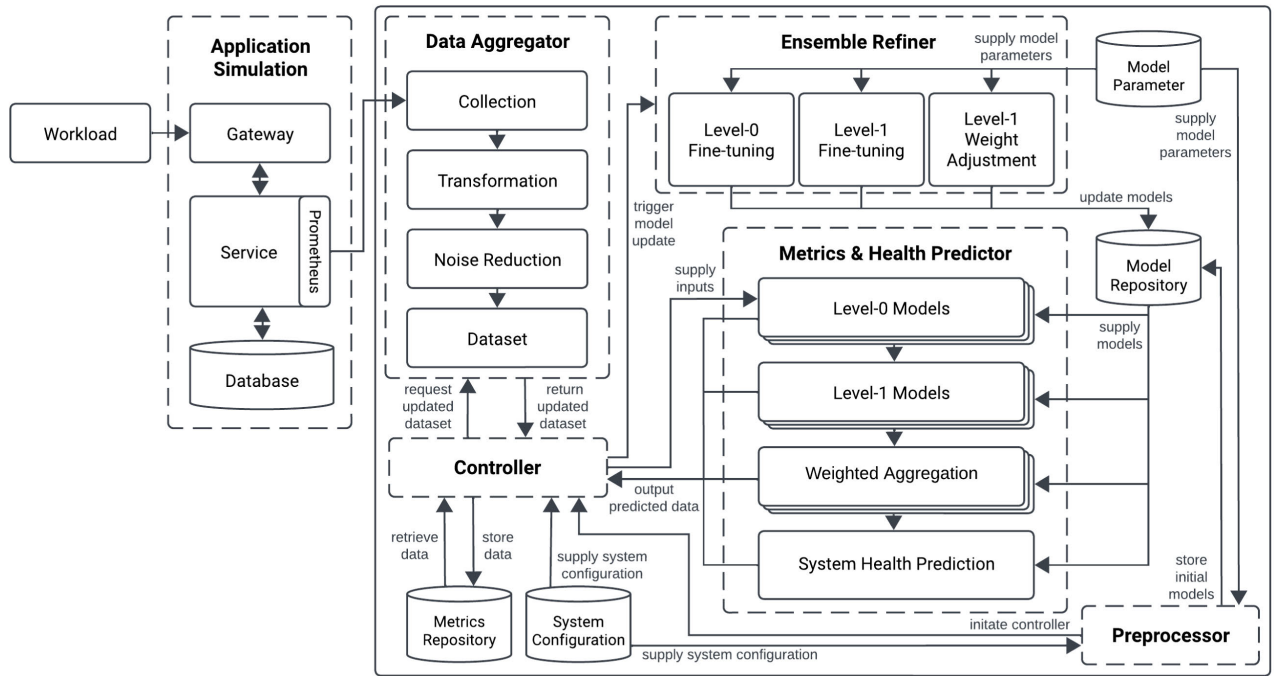 Application
Simulation
Workload
Gateway
Service
Prometheus
Database
Data Aggregator
Collection
Transformation
Noise Reduction
Dataset
request
updated
dataset
return
updated
dataset
Controller
retrieve
data
store
data
supply system
configuration
Metrics
Repository
System
Configuration
Ensemble Refiner
supply model
parameters
Level-0
Fine-tuning
Level-1
Fine-tuning
Level-1
Weight
Adjustment
Model
Parameter
supply
model
parameters
trigger
model
update
update models
Metrics & Health Predictor
supply
inputs
Level-0 Models
Level-1 Models
Weighted Aggregation
System Health Prediction
output
predicted data
Model
Repository
supply
models
store
initial
models
initate controller
supply system configuration
Preprocessor